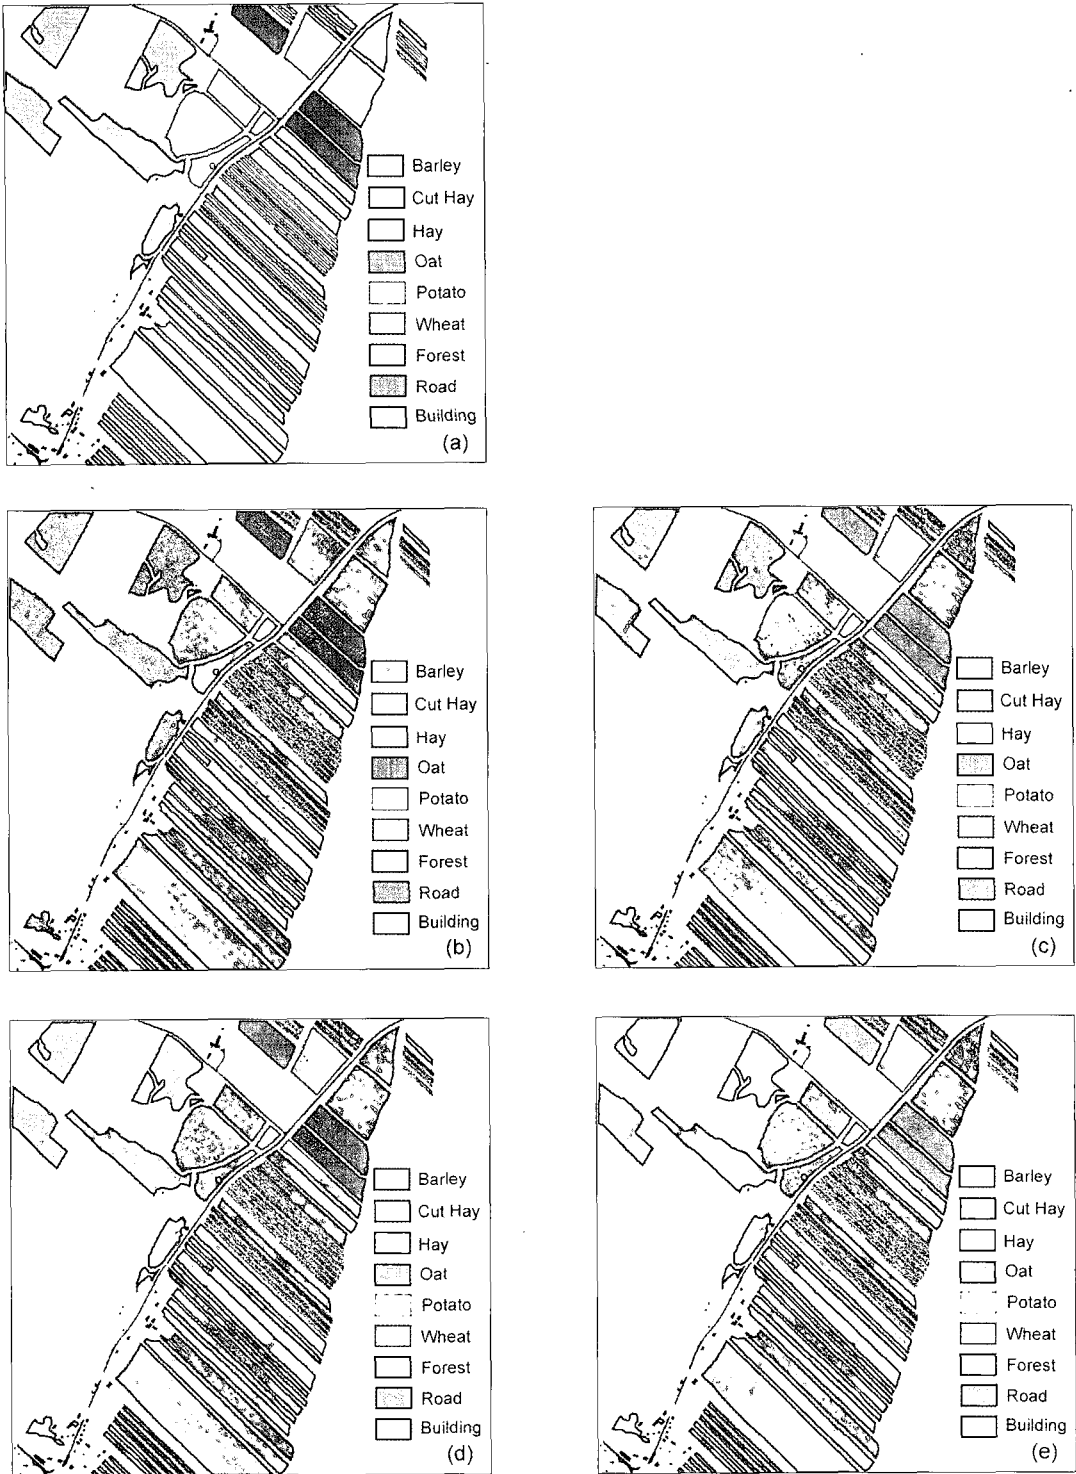 Barley
Cut Hay
Hay
Oat
Potato
Wheat
Forest
Road
Building
(a)
Barley
Cut Hay
Hay
Oat
Potato
Wheat
Forest
Road
Building
(b)
Barley
Cut Hay
Hay
Oat
Potato
Wheat
Forest
Road
Building
(c)
Barley
Cut Hay
Hay
Oat
Potato
Wheat
Forest
Road
Building
(d)
Barley
Cut Hay
Hay
Oat
Potato
Wheat
Forest
Road
Building
(e)